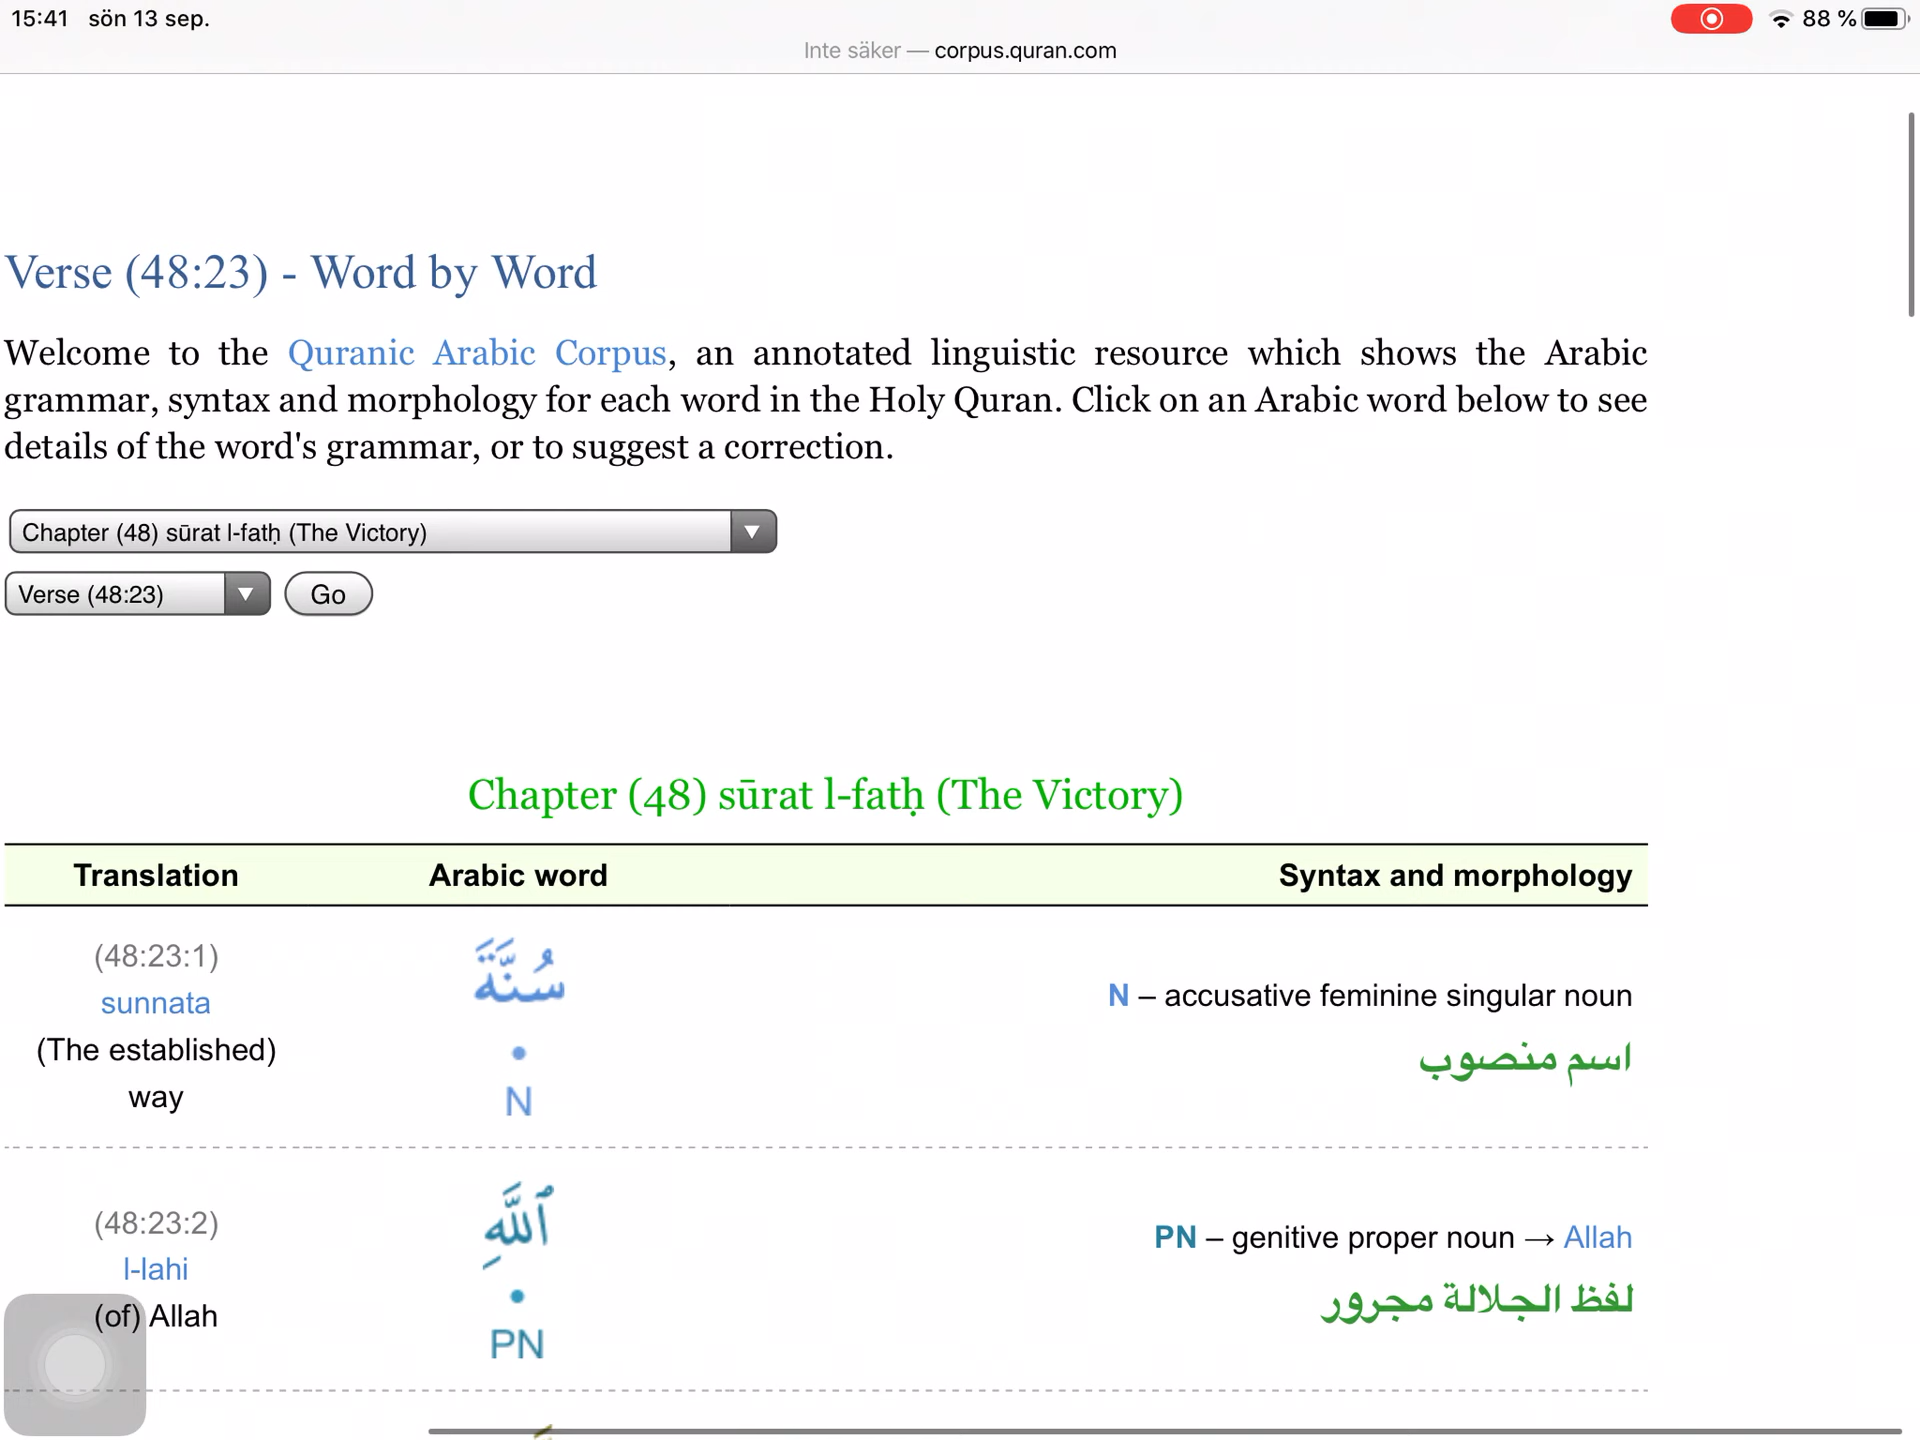 15:41 sön 13 sep.
88 %
Inte säker — corpus.quran.com
Verse (48:23) - Word by Word
Welcome to the Quranic Arabic Corpus, an annotated linguistic resource which shows the Arabic
grammar, syntax and morphology for each word in the Holy Quran. Click on an Arabic word below to see
details of the word's grammar, or to suggest a correction.
Chapter (48) sūrat l-fatḥ (The Victory)
Verse (48:23)
Go
Chapter (48) sūrat l-fatḥ (The Victory)
Translation
Arabic word
Syntax and morphology
(48:23:1)
sunnata
(The established)
way
سُنَّةَ
N
N – accusative feminine singular noun
اسم منصوب
(48:23:2)
l-lahi
(of) Allah
ٱللَّهِ
PN
PN – genitive proper noun → Allah
لفظ الجلالة مجرور